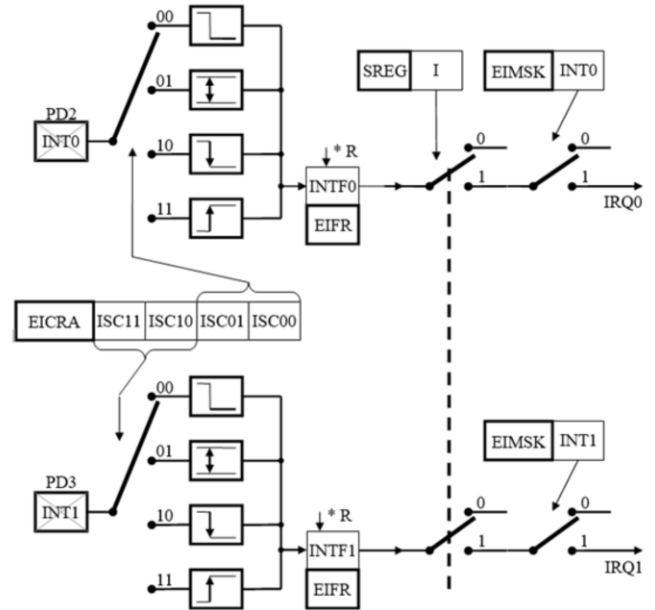 00
SREG I EIMSK INT0
01
PD2
INT0
10
* R
0 0
INTF0
1 1
11
EIFR
IRQ0
EICRA ISC11 ISC10 ISC01 ISC00
00
EIMSK INT1
01
PD3
INT1
10
* R
0 0
INTF1
1 1
11
EIFR
IRQ1